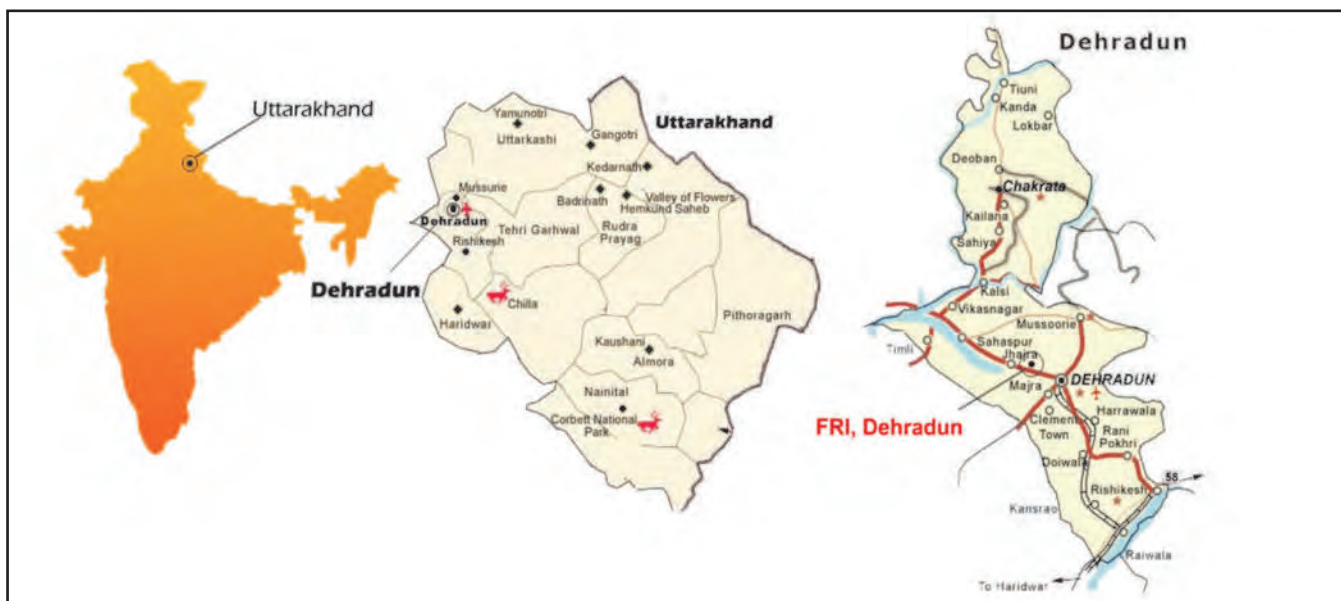 Uttarakhand
Yamunotri
Uttarkashi
Gangotri
Uttarakhand
Kedarnath
Mussurie
Badrinath
Valley of Flowers
Hemkund Saheb
Dehradun
Tehri Garhwal
Rudra
Prayag
Rishikesh
Dehradun
Chilla
Haridwar
Pithoragarh
Kaushani
Almora
Nainital
Corbett National
Park
Dehradun
Tiuni
Kanda
Lokbar
Deoban
Chakrata
Kailana
Sahiya
Kalsi
Vikasnagar
Mussoorie
Timli
Sahaspur
Jhajra
DEHRADUN
Majra
FRI, Dehradun
Clement
Town
Harrawala
Rani
Pokhri
Doiwala
58
Rishikesh
Kansrao
Raiwala
To Haridwar